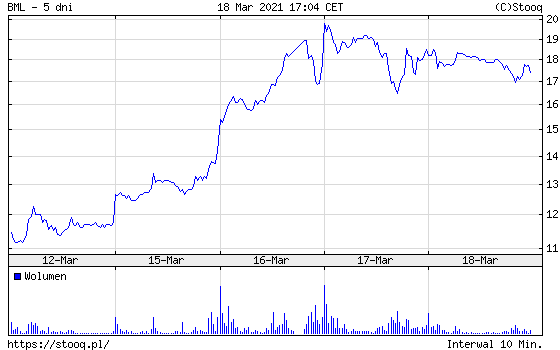 BML - 5 dni 18 Mar 2021 17:04 CET (C)Stooq
20
19
18
17
16
15
14
13
12
11
12-Mar 15-Mar 16-Mar 17-Mar 18-Mar
Wolumen
https://stooq.pl/ Interwal 10 Min.